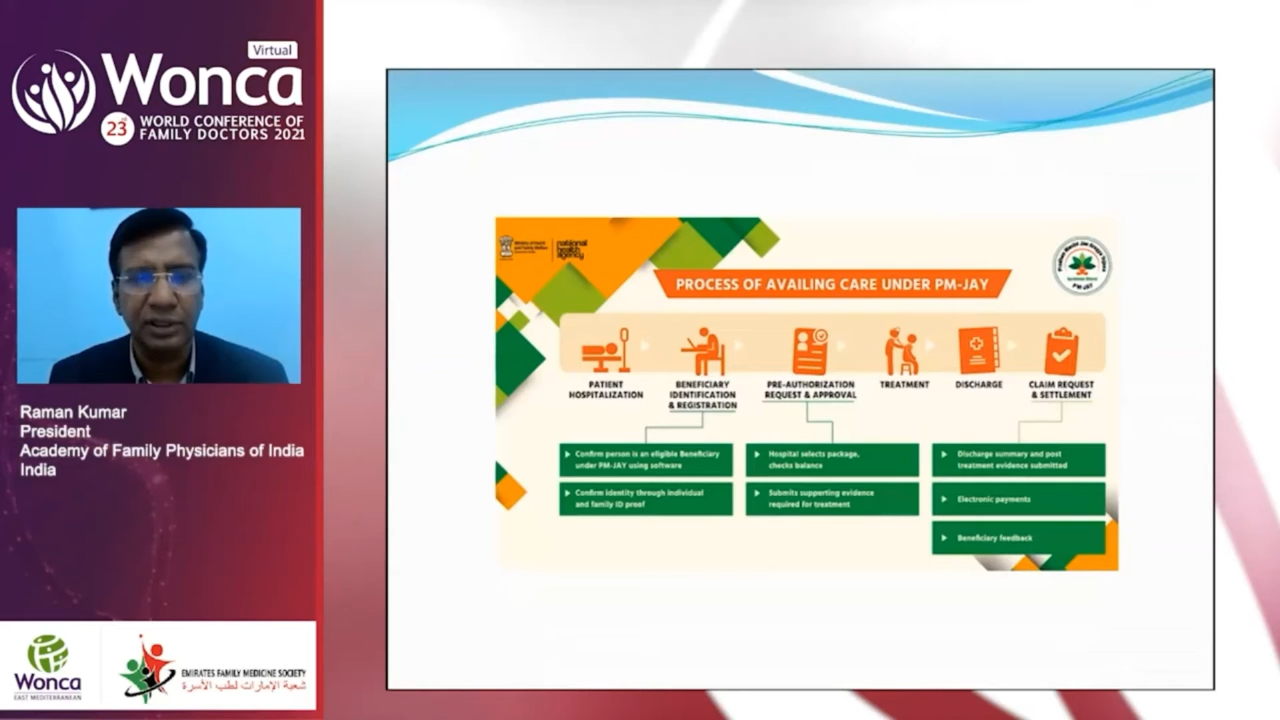 Virtual
Wonca
23rd WORLD CONFERENCE OF
FAMILY DOCTORS 2021
Raman Kumar
President
Academy of Family Physicians of India
India
Wonca
EAST MEDITERRANEAN
EMIRATES FAMILY MEDICINE SOCIETY
شعبة الإمارات لطب الأسرة
national
health
agency
PM-JAY
PROCESS OF AVAILING CARE UNDER PM-JAY
PATIENT
HOSPITALIZATION
BENEFICIARY
IDENTIFICATION
& REGISTRATION
PRE-AUTHORIZATION
REQUEST & APPROVAL
TREATMENT
DISCHARGE
CLAIM REQUEST
& SETTLEMENT
Confirm person is an eligible Beneficiary
under PM-JAY using software
Confirm identity through individual
and family ID proof
Hospital selects package,
checks balance
Submits supporting evidence
required for treatment
Discharge summary and post
treatment evidence submitted
Electronic payments
Beneficiary feedback